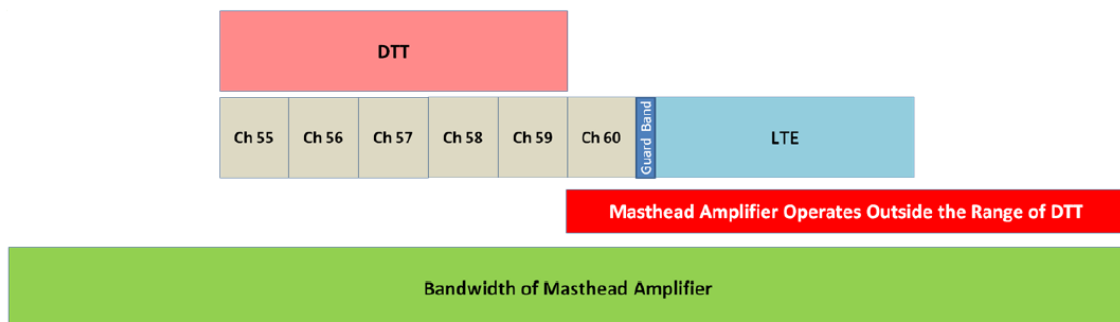 DTT
Ch 55 Ch 56 Ch 57 Ch 58 Ch 59 Ch 60 Guard Band LTE
Masthead Amplifier Operates Outside the Range of DTT
Bandwidth of Masthead Amplifier